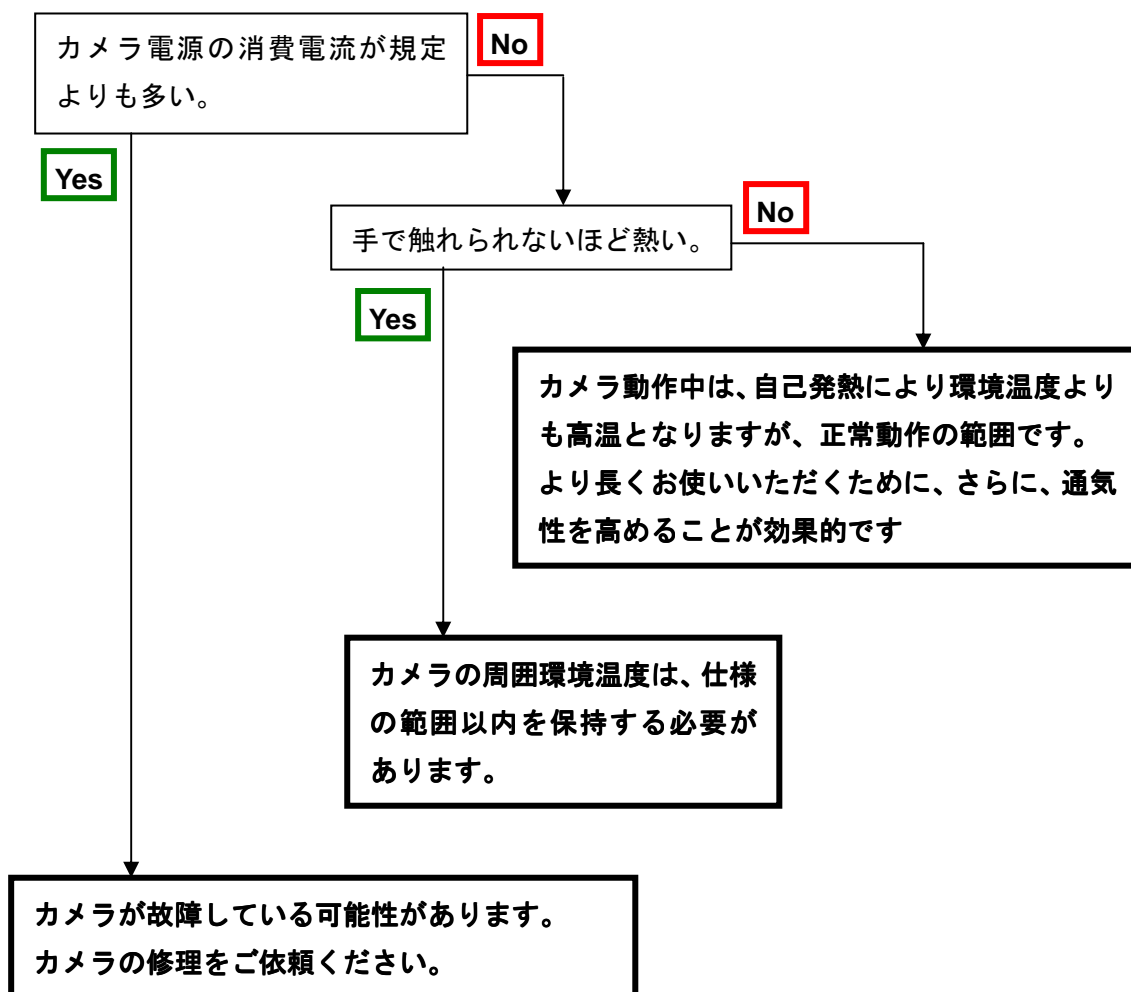 カメラ電源の消費電流が規定
よりも多い。
No
Yes
手で触れられないほど熱い。
No
Yes
カメラ動作中は、自己発熱により環境温度より
も高温となりますが、正常動作の範囲です。
より長くお使いいただくために、さらに、通気
性を高めることが効果的です
カメラの周囲環境温度は、仕様
の範囲以内を保持する必要が
あります。
カメラが故障している可能性があります。
カメラの修理をご依頼ください。